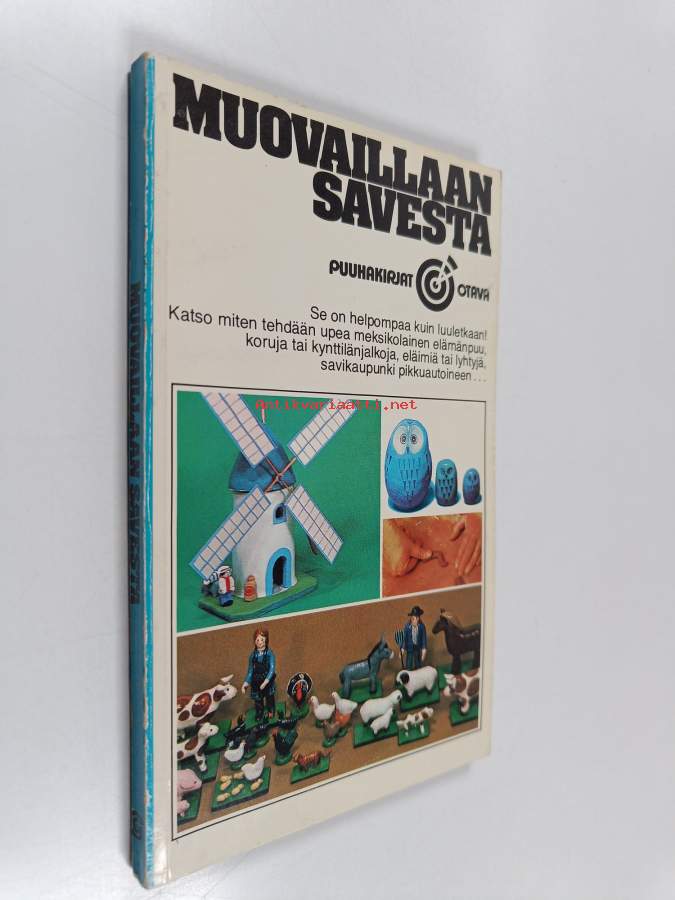 MUOVAILLAAN
SAVESTA
PUUHAKIRJAT OTAVA
Se on helpompaa kuin luuletkaan!
Katso miten tehdään upea meksikolainen elämänpuu,
koruja tai kynttilänjalkoja, eläimiä tai lyhtyjä,
savikaupunki pikkuautoineen . . .
Antikvariaatti.net
MUOVAILLAAN SAVESTA